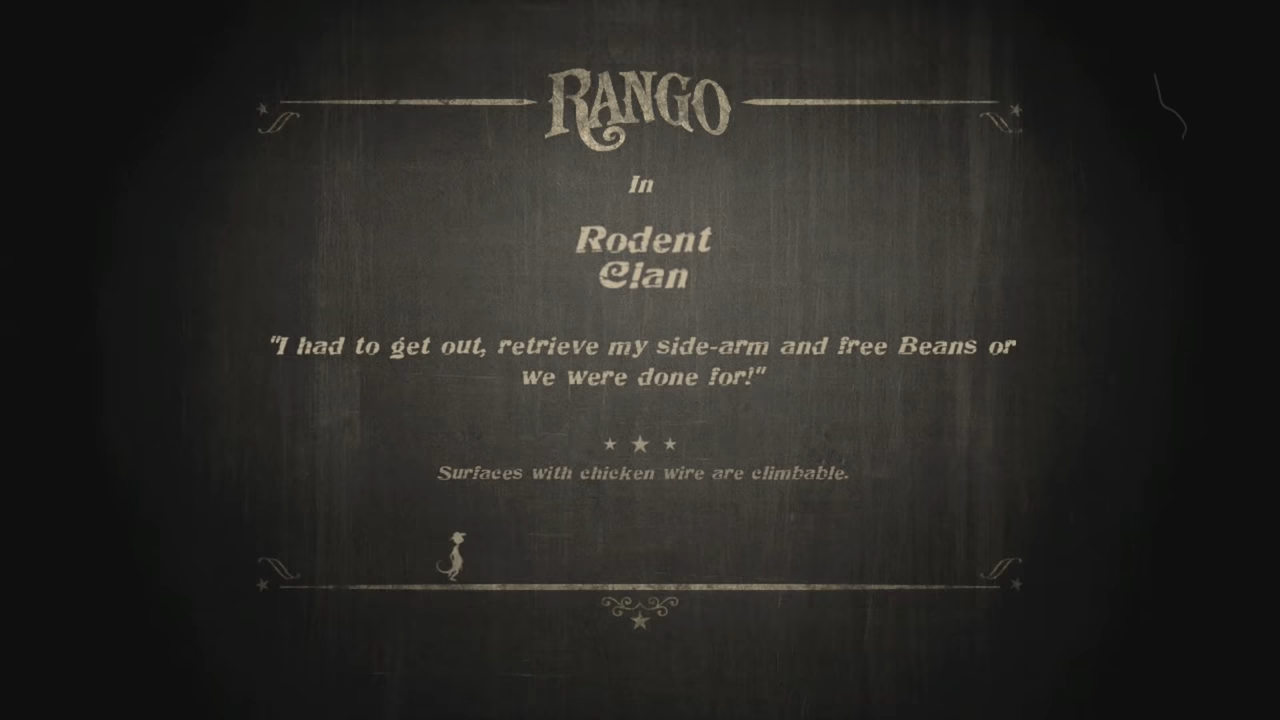 RANGO
In
Rodent
Clan
"I had to get out, retrieve my side-arm and free Beans or
we were done for!"
Surfaces with chicken wire are climbable.